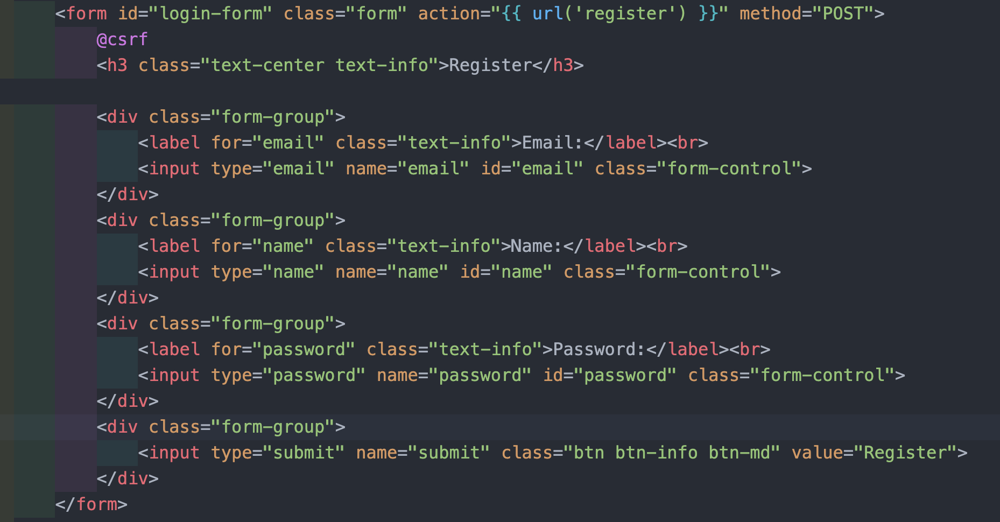 <form id="login-form" class="form" action="{{ url('register') }}" method="POST">
@csrf
<h3 class="text-center text-info">Register</h3>
<div class="form-group">
<label for="email" class="text-info">Email:</label><br>
<input type="email" name="email" id="email" class="form-control">
</div>
<div class="form-group">
<label for="name" class="text-info">Name:</label><br>
<input type="name" name="name" id="name" class="form-control">
</div>
<div class="form-group">
<label for="password" class="text-info">Password:</label><br>
<input type="password" name="password" id="password" class="form-control">
</div>
<div class="form-group">
<input type="submit" name="submit" class="btn btn-info btn-md" value="Register">
</div>
</form>